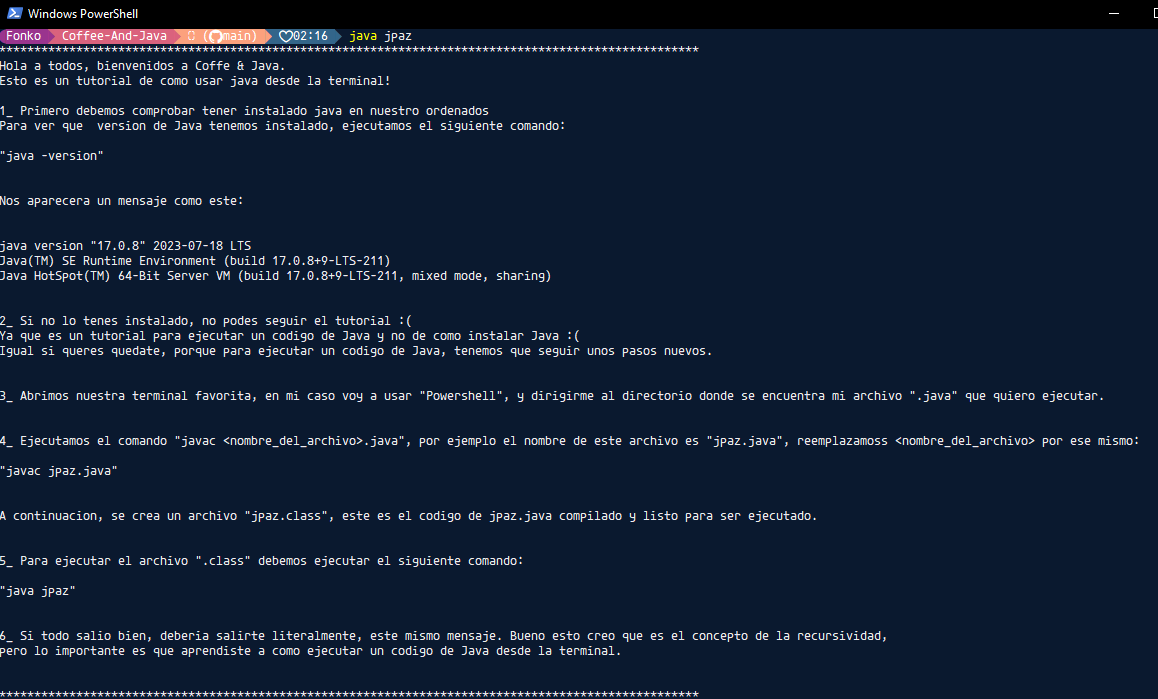 Windows PowerShell
Fonko Coffee-And-Java (main) 02:16 java jpaz
****************************************************************************************************
Hola a todos, bienvenidos a Coffe & Java.
Esto es un tutorial de como usar java desde la terminal!
1_ Primero debemos comprobar tener instalado java en nuestro ordenados
Para ver que  version de Java tenemos instalado, ejecutamos el siguiente comando:
"java -version"
Nos aparecera un mensaje como este:
java version "17.0.8" 2023-07-18 LTS
Java(TM) SE Runtime Environment (build 17.0.8+9-LTS-211)
Java HotSpot(TM) 64-Bit Server VM (build 17.0.8+9-LTS-211, mixed mode, sharing)
2_ Si no lo tenes instalado, no podes seguir el tutorial :(
Ya que es un tutorial para ejecutar un codigo de Java y no de como instalar Java :(
Igual si queres quedate, porque para ejecutar un codigo de Java, tenemos que seguir unos pasos nuevos.
3_ Abrimos nuestra terminal favorita, en mi caso voy a usar "Powershell", y dirigirme al directorio donde se encuentra mi archivo ".java" que quiero ejecutar.
4_ Ejecutamos el comando "javac <nombre_del_archivo>.java", por ejemplo el nombre de este archivo es "jpaz.java", reemplazamoss <nombre_del_archivo> por ese mismo:
"javac jpaz.java"
A continuacion, se crea un archivo "jpaz.class", este es el codigo de jpaz.java compilado y listo para ser ejecutado.
5_ Para ejecutar el archivo ".class" debemos ejecutar el siguiente comando:
"java jpaz"
6_ Si todo salio bien, deberia salirte literalmente, este mismo mensaje. Bueno esto creo que es el concepto de la recursividad,
pero lo importante es que aprendiste a como ejecutar un codigo de Java desde la terminal.
****************************************************************************************************